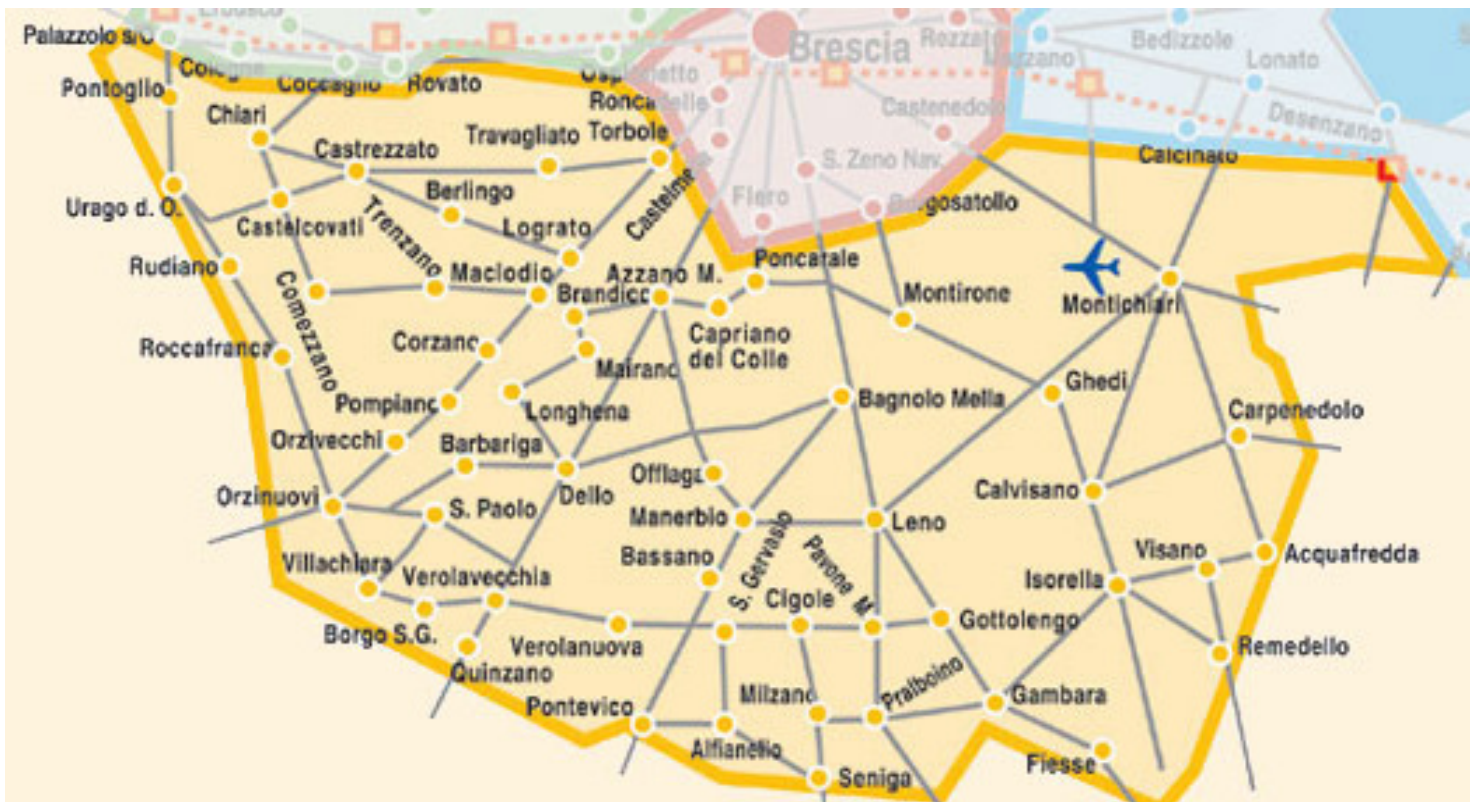 Palazzolo s/O
Cologne
Coccaglio
Rovato
Brescia
Rezzato
Bedizzole
Lonato
Desenzano
Castenedolo
S. Zeno Nav.
Flero
Calcinato
Pontoglio
Chiari
Castrezzato
Travagliato
Torbole
Urago d. O.
Castelcovati
Trenzano
Berlingo
Lograto
Rudiano
Comezzano
Maclodio
Brandico
Azzano M.
Poncarale
Montirone
Montichiari
Roccafranca
Corzano
Mairano
Capriano
del Colle
Pompiano
Longhena
Bagnolo Mella
Ghedi
Carpenedolo
Orzivecchi
Barbariga
Offlaga
Orzinuovi
S. Paolo
Dello
Manerbio
Leno
Calvisano
Villachiara
Verolavecchia
Bassano
S. Gervasio
Cigole
Pavone M.
Isorella
Visano
Acquafredda
Borgo S.G.
Quinzano
Verolanuova
Gottolengo
Remedello
Pontevico
Alfianello
Milzano
Pralboino
Gambara
Seniga
Fiesse